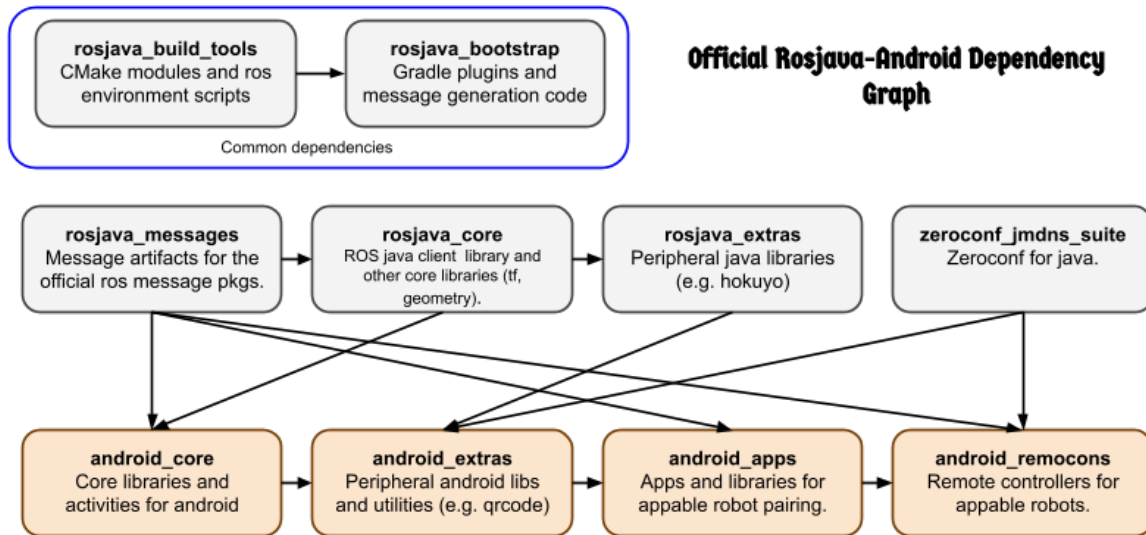 rosjava_build_tools
CMake modules and ros
environment scripts
rosjava_bootstrap
Gradle plugins and
message generation code
Common dependencies
Official Rosjava-Android Dependency
Graph
rosjava_messages
Message artifacts for the
official ros message pkgs.
rosjava_core
ROS java client library and
other core libraries (tf,
geometry).
rosjava_extras
Peripheral java libraries
(e.g. hokuyo)
zeroconf_jmdns_suite
Zeroconf for java.
android_core
Core libraries and
activities for android
android_extras
Peripheral android libs
and utilities (e.g. qrcode)
android_apps
Apps and libraries for
appable robot pairing.
android_remocons
Remote controllers for
appable robots.